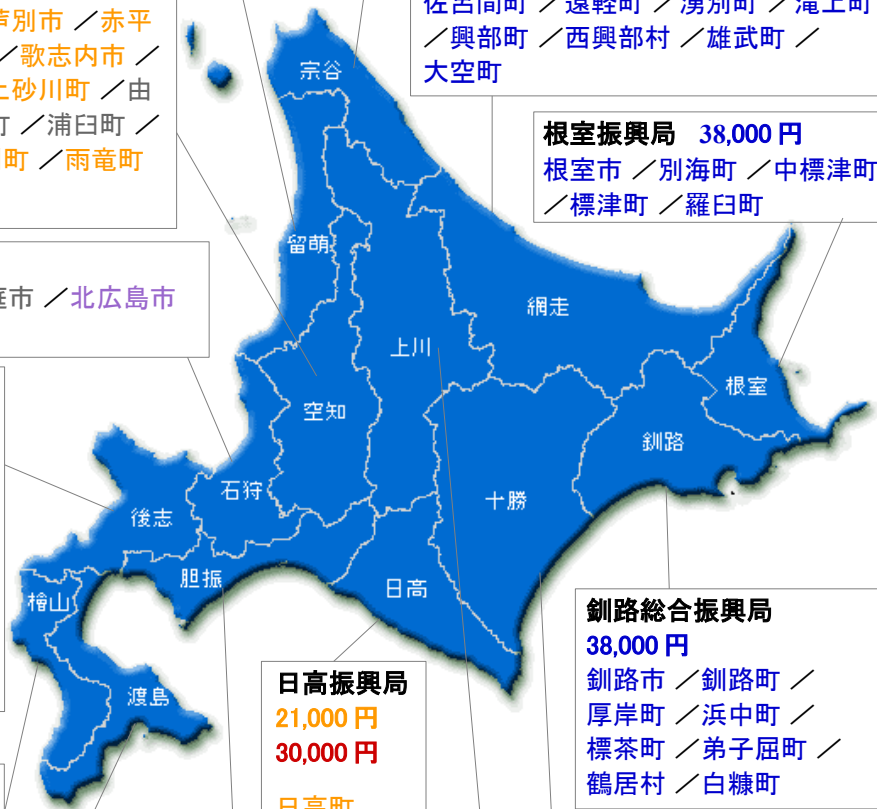 芦別市 ／赤平
／歌志内市 ／
上砂川町 ／由
町 ／浦臼町 ／
町 ／雨竜町
佐呂間町 ／遠軽町 ／湧別町 ／滝上町
／興部町 ／西興部村 ／雄武町 ／
大空町
根室振興局 38,000 円
根室市 ／別海町 ／中標津町
／標津町 ／羅臼町
庭市 ／北広島市
宗谷
留萌
網走
上川
空知
根室
釧路
石狩
十勝
後志
胆振
日高
檜山
渡島
釧路総合振興局
38,000 円
釧路市 ／釧路町 ／
厚岸町 ／浜中町 ／
標茶町 ／弟子屈町 ／
鶴居村 ／白糠町
日高振興局
21,000 円
30,000 円
日高町